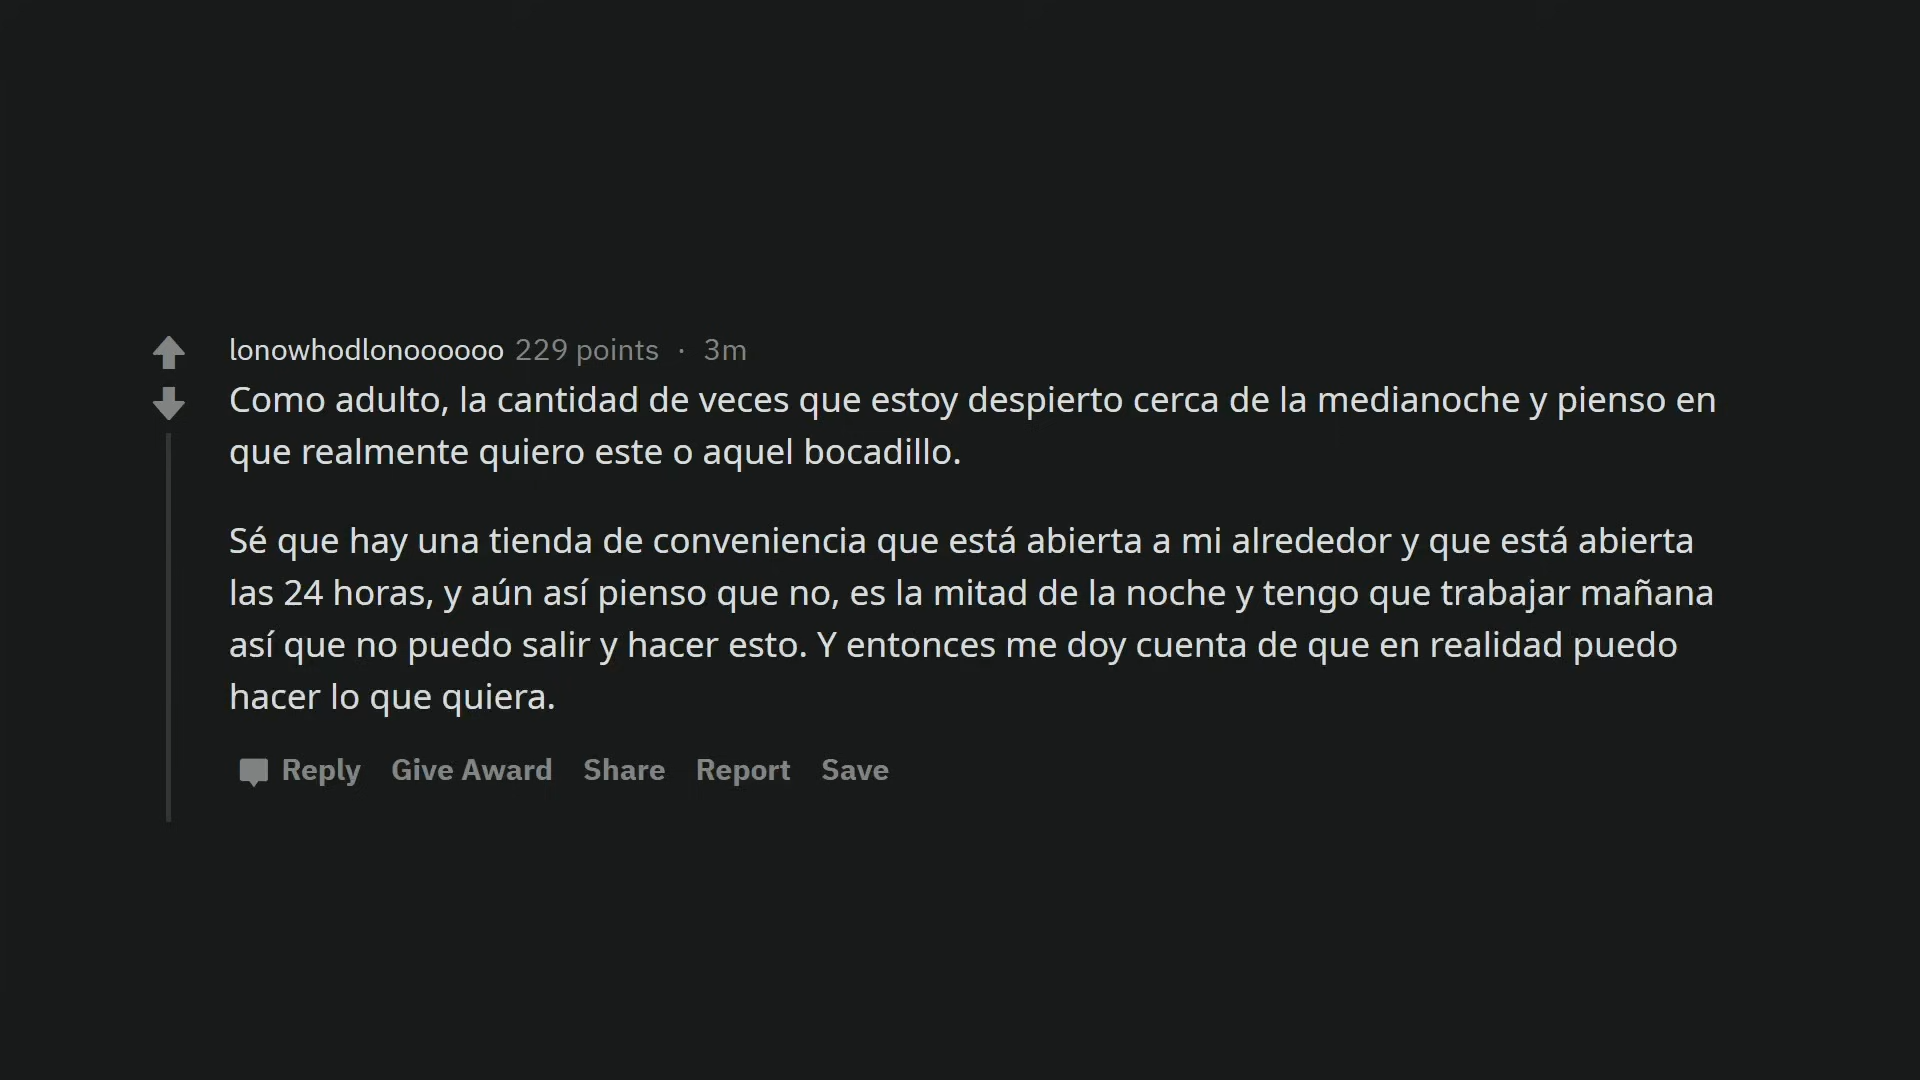 lonowhodlonoooooo 229 points · 3m
Como adulto, la cantidad de veces que estoy despierto cerca de la medianoche y pienso en
que realmente quiero este o aquel bocadillo.
Sé que hay una tienda de conveniencia que está abierta a mi alrededor y que está abierta
las 24 horas, y aún así pienso que no, es la mitad de la noche y tengo que trabajar mañana
así que no puedo salir y hacer esto. Y entonces me doy cuenta de que en realidad puedo
hacer lo que quiera.
Reply Give Award Share Report Save